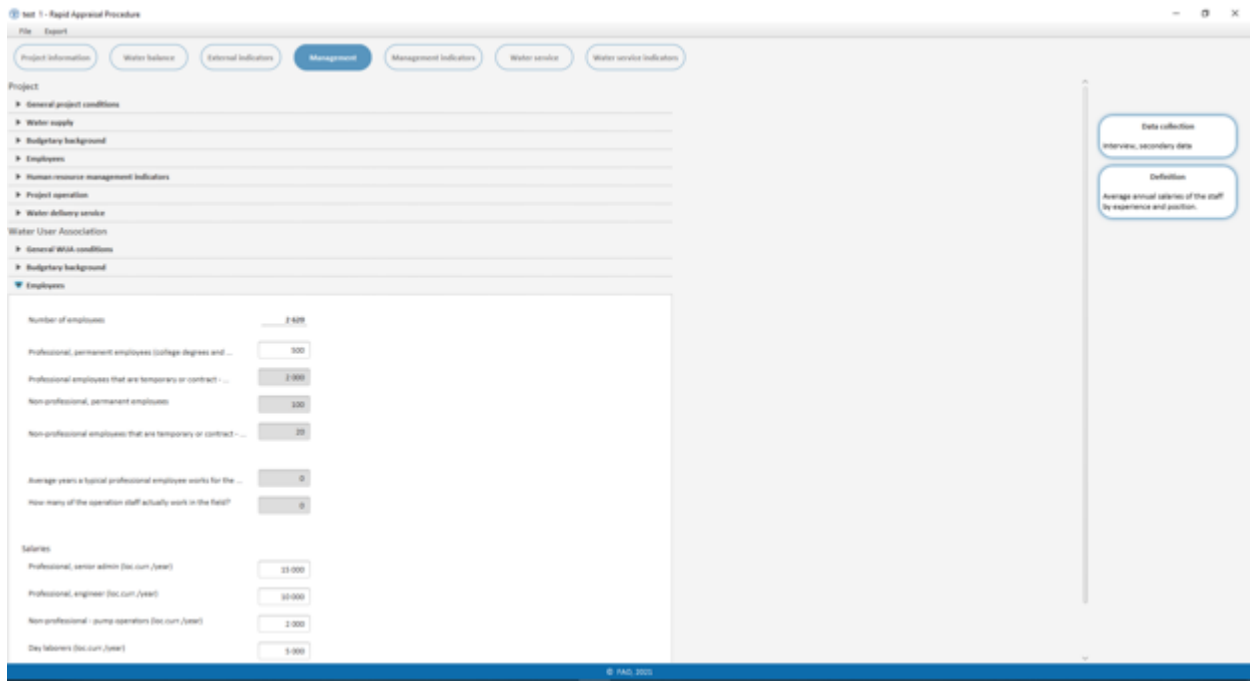 test 1 - Rapid Appraisal Procedure
File Export
Project information Water balance External indicators Management Management indicators Water service Water service indicators
Project
General project conditions
Water supply
Budgetary background
Employees
Human resource management indicators
Project operation
Water delivery service
Water User Association
General WUA conditions
Budgetary background
Employees
Number of employees 2 620
Professional, permanent employees (college degrees and ... 500
Professional employees that are temporary or contract - ... 2 000
Non-professional, permanent employees 100
Non-professional employees that are temporary or contract - ... 20
Average years a typical professional employee works for the ... 0
How many of the operation staff actually work in the field? 0
Salaries
Professional, senior admin (loc.curr./year) 15 000
Professional, engineer (loc.curr./year) 10 000
Non-professional - pump operators (loc.curr./year) 2 000
Day laborers (loc.curr./year) 5 000
Data collection
Interview, secondary data
Definition
Average annual salaries of the staff
by experience and position.
© FAO, 2021